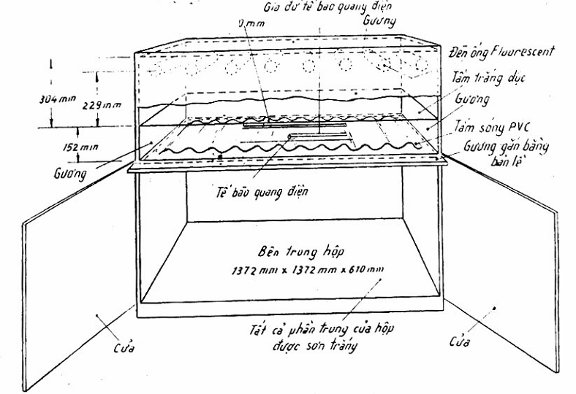 Giá đỡ tế bào quang điện
9 mm
Gương
Đèn ống Fluorescent
Tấm trắng đục
Gương
304 mm
229 mm
152 mm
Gương
Tấm sóng PVC
Gương gắn bằng
bản lề
Tế bào quang điện
Bên trung hộp
1372 mm x 1372 mm x 610 mm
Tất cả phần trung của hộp
được sơn trắng
Cửa
Cửa